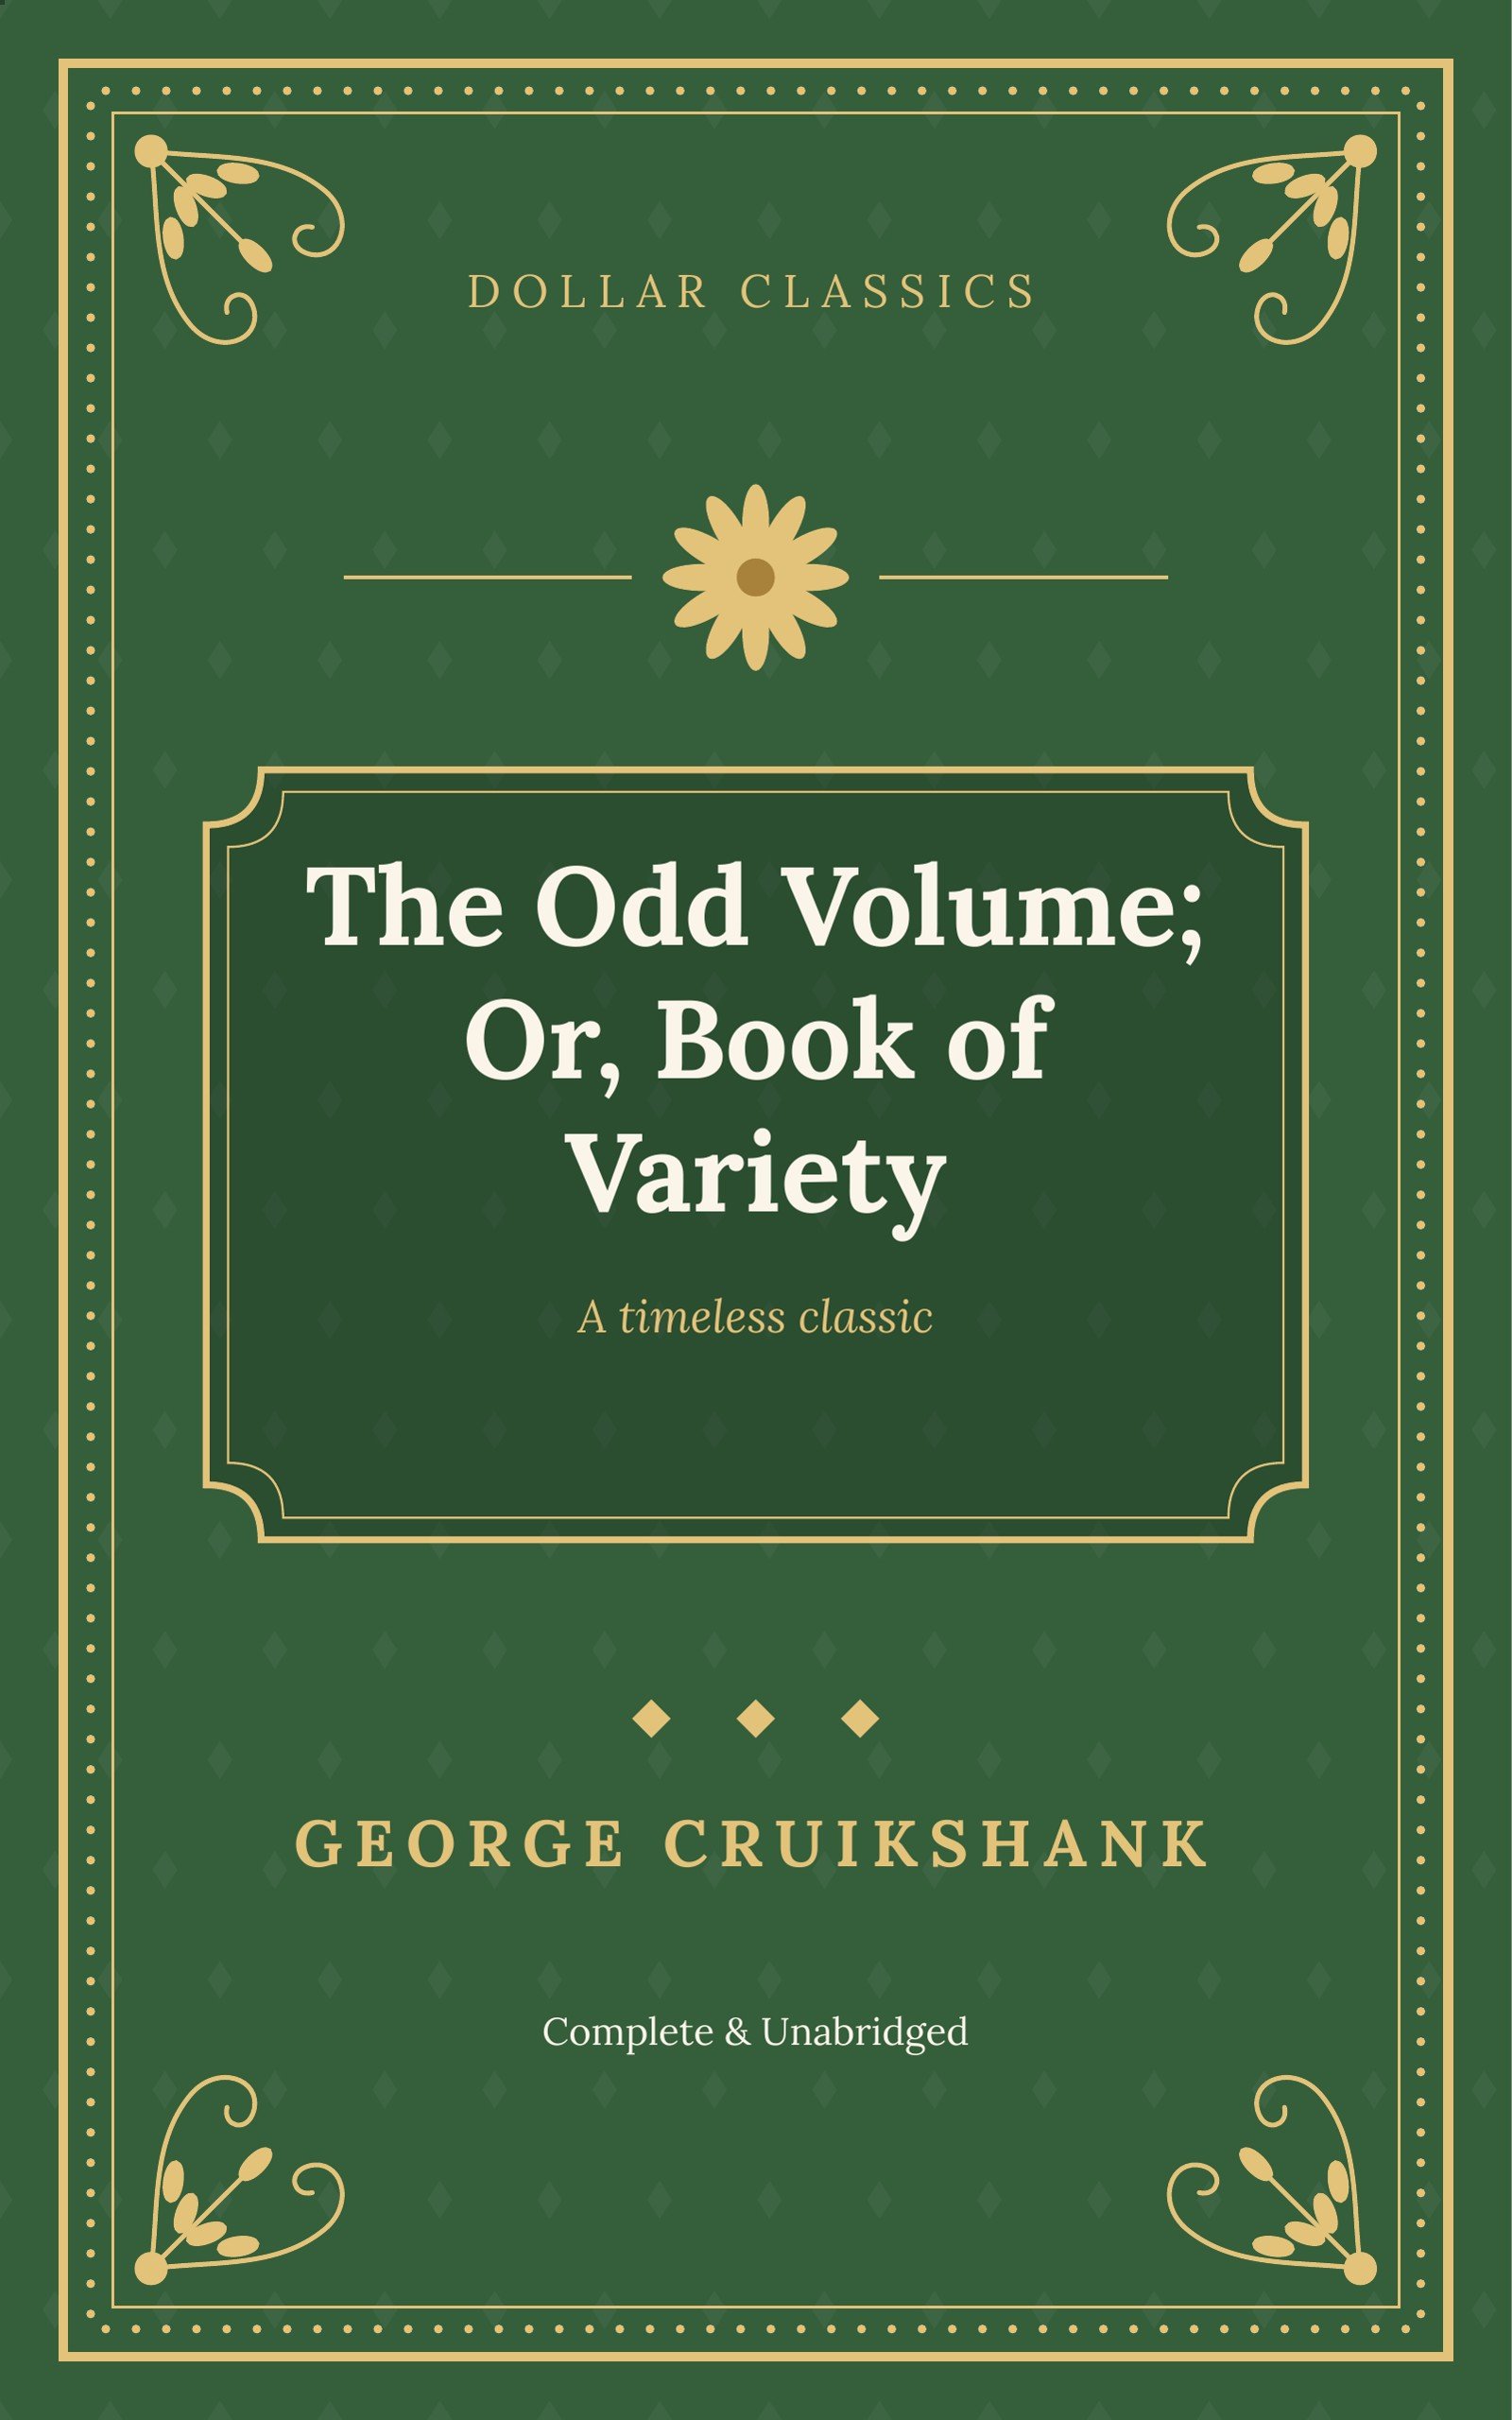 DOLLAR CLASSICS
The Odd Volume;
Or, Book of
Variety
A timeless classic
GEORGE CRUIKSHANK
Complete & Unabridged